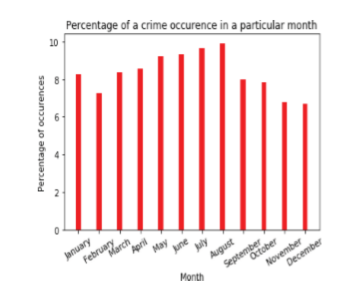 Percentage of a crime occurence in a particular month
Percentage of occurences
10
8
6
4
2
0
January
February
March
April
May
June
July
August
September
October
November
December
Month